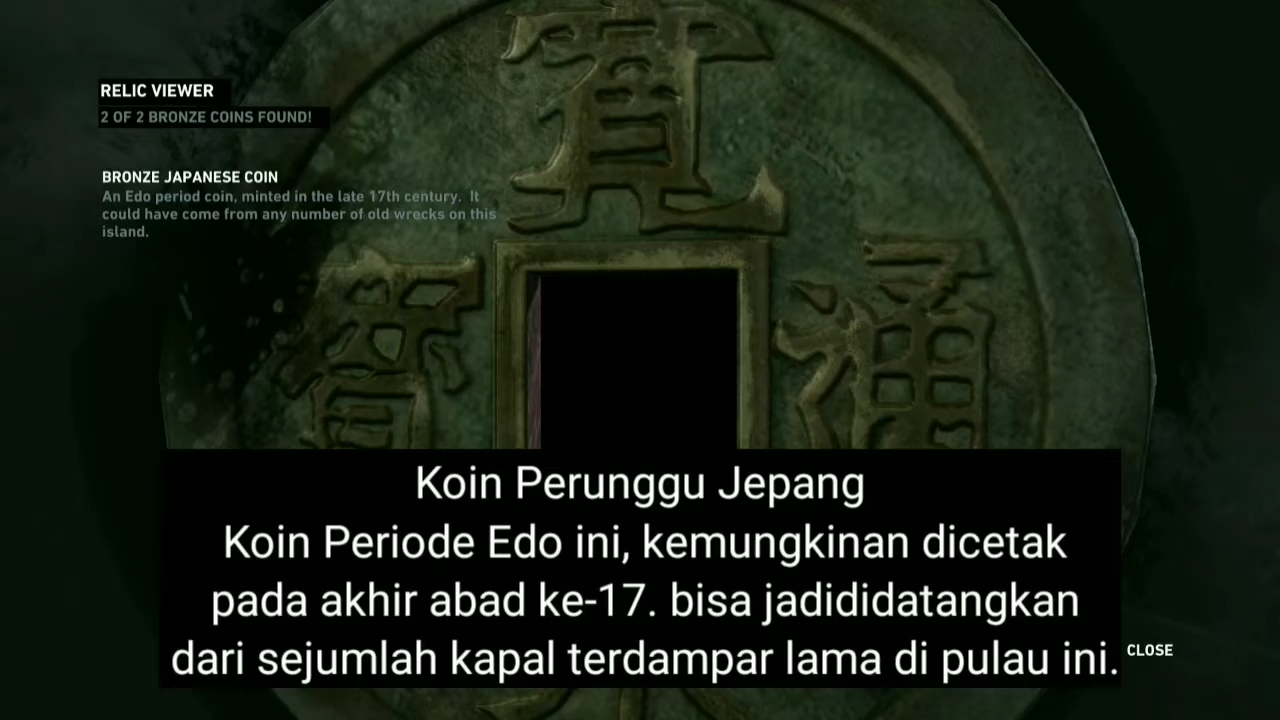 RELIC VIEWER
2 OF 2 BRONZE COINS FOUND!
BRONZE JAPANESE COIN
An Edo period coin, minted in the late 17th century. It
could have come from any number of old wrecks on this
island.
寛
寳 通
Koin Perunggu Jepang
Koin Periode Edo ini, kemungkinan dicetak
pada akhir abad ke-17. bisa jadididatangkan
dari sejumlah kapal terdampar lama di pulau ini.
CLOSE